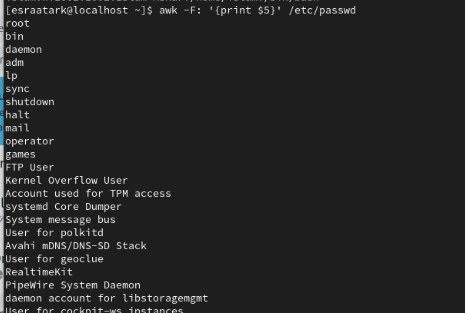 [esraatark@localhost ~]$ awk -F: '{print $5}' /etc/passwd
root
bin
daemon
adm
lp
sync
shutdown
halt
mail
operator
games
FTP User
Kernel Overflow User
Account used for TPM access
systemd Core Dumper
System message bus
User for polkitd
Avahi mDNS/DNS-SD Stack
User for geoclue
RealtimeKit
PipeWire System Daemon
daemon account for libstoragemgmt
User for cockpit-ws instances